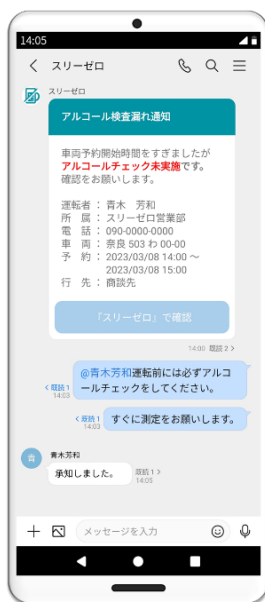 14:05
スリーゼロ
スリーゼロ
アルコール検査漏れ通知
車両予約開始時間をすぎましたが
アルコールチェック未実施です。
確認をお願いします。
運転者 : 青木 芳和
所 属 : スリーゼロ営業部
電 話 : 090-0000-0000
車 両 : 奈良 503 わ 00-00
予 約 : 2023/03/08 14:00 ～
2023/03/08 15:00
行 先 : 商談先
「スリーゼロ」で確認
14:00 既読 2 >
@青木芳和運転前には必ずアルコ
ールチェックをしてください。
< 既読 1
14:03
すぐに測定をお願いします。
< 既読 1
14:03
青
青木芳和
承知しました。
既読 1 >
14:05
メッセージを入力